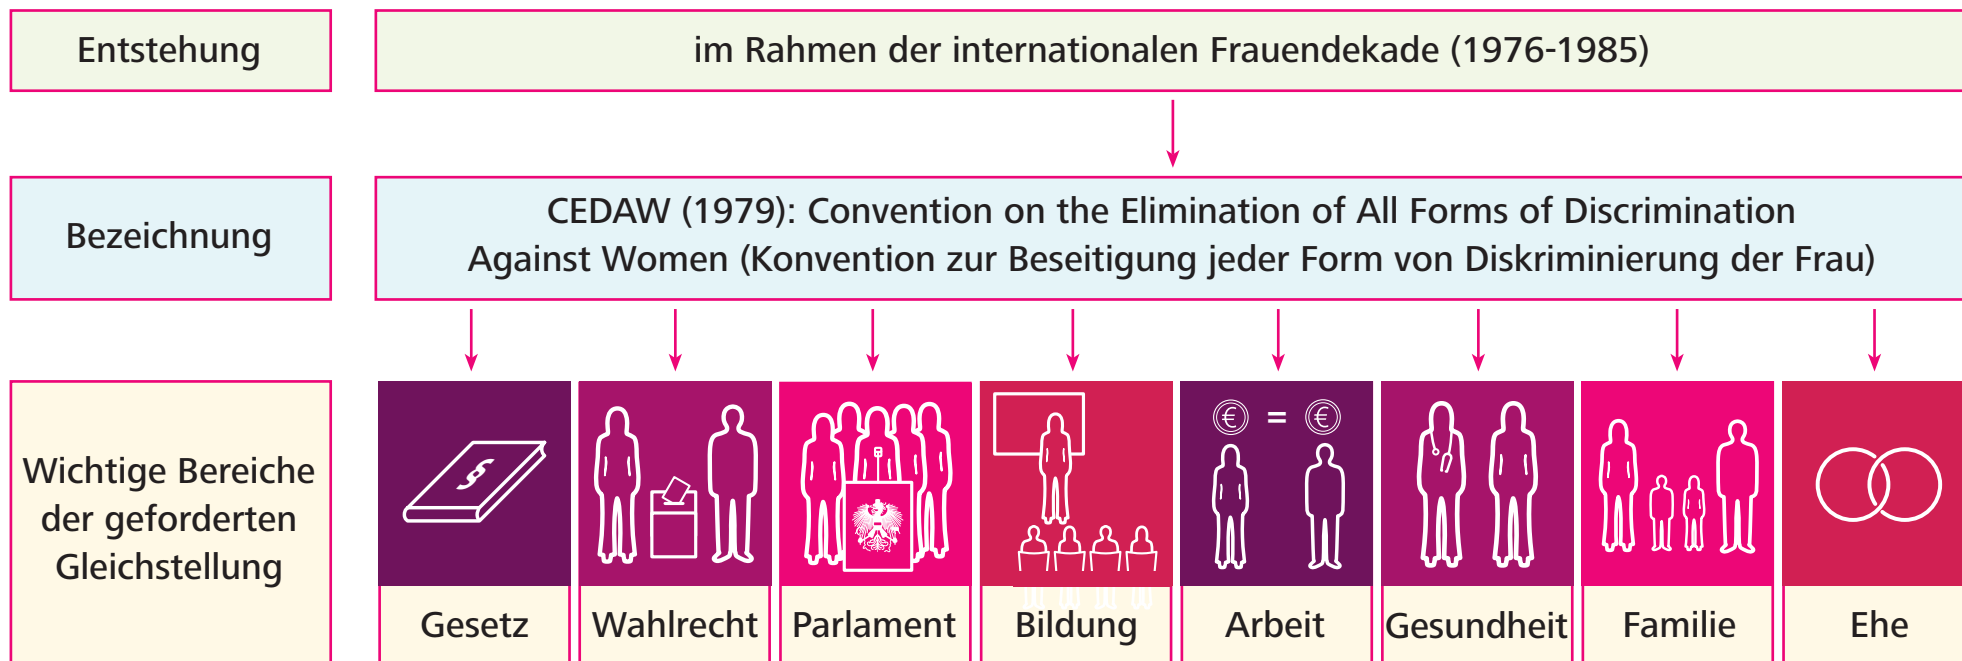 Entstehung
im Rahmen der internationalen Frauendekade (1976-1985)
Bezeichnung
CEDAW (1979): Convention on the Elimination of All Forms of Discrimination
Against Women (Konvention zur Beseitigung jeder Form von Diskriminierung der Frau)
Wichtige Bereiche
der geforderten
Gleichstellung
§
€ = €
Gesetz
Wahlrecht
Parlament
Bildung
Arbeit
Gesundheit
Familie
Ehe